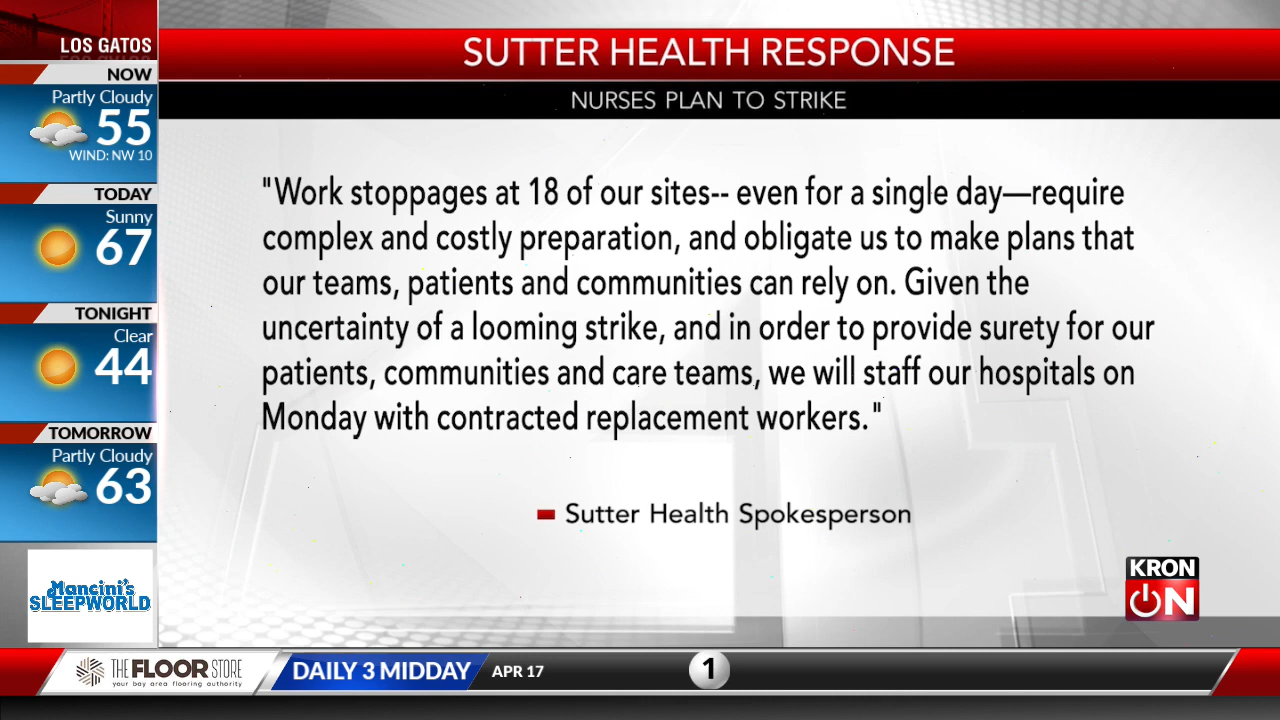 LOS GATOS
NOW
Partly Cloudy
55
WIND: NW 10
TODAY
Sunny
67
TONIGHT
Clear
44
TOMORROW
Partly Cloudy
63
Mancini's
SLEEPWORLD
SUTTER HEALTH RESPONSE
NURSES PLAN TO STRIKE
"Work stoppages at 18 of our sites-- even for a single day—require
complex and costly preparation, and obligate us to make plans that
our teams, patients and communities can rely on. Given the
uncertainty of a looming strike, and in order to provide surety for our
patients, communities and care teams, we will staff our hospitals on
Monday with contracted replacement workers."
Sutter Health Spokesperson
KRON
ON
THE FLOOR STORE
your bay area flooring authority
DAILY 3 MIDDAY
APR 17
1